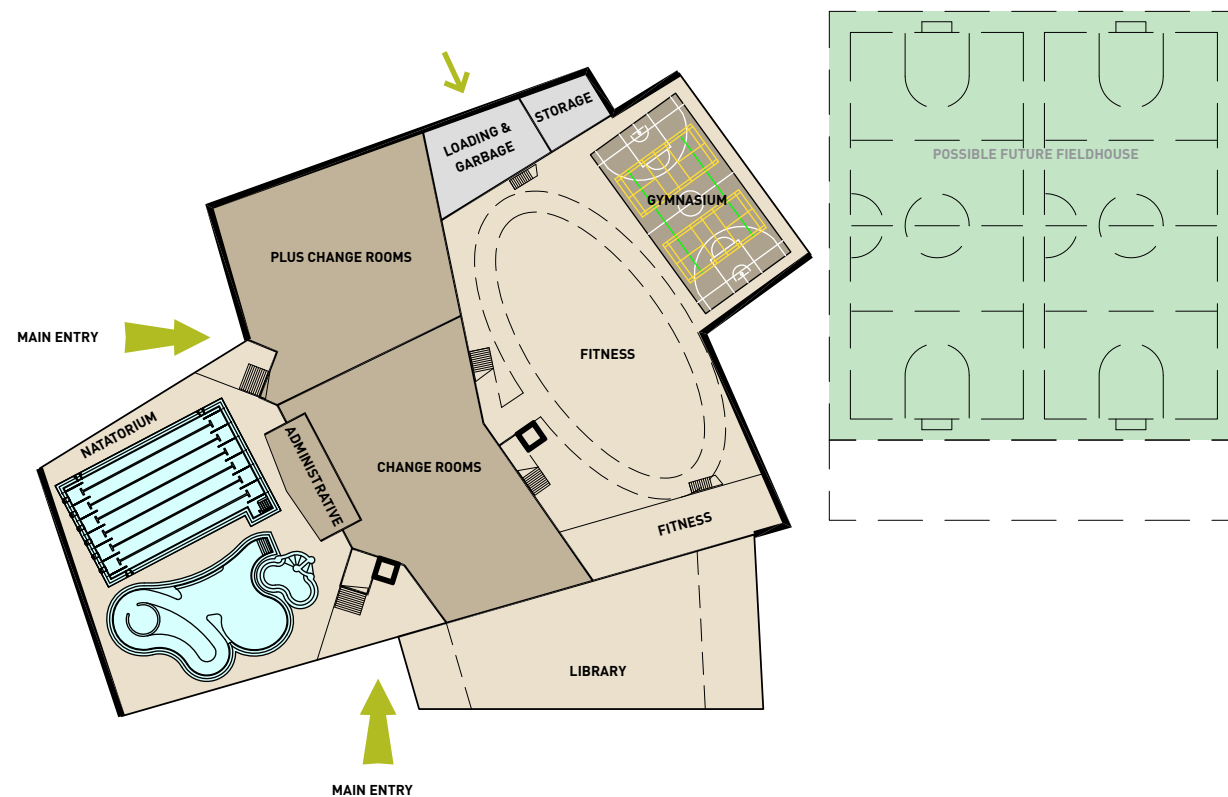 STORAGE
LOADING &
GARBAGE
POSSIBLE FUTURE FIELDHOUSE
GYMNASIUM
PLUS CHANGE ROOMS
MAIN ENTRY
FITNESS
NATATORIUM
ADMINISTRATIVE
CHANGE ROOMS
FITNESS
LIBRARY
MAIN ENTRY